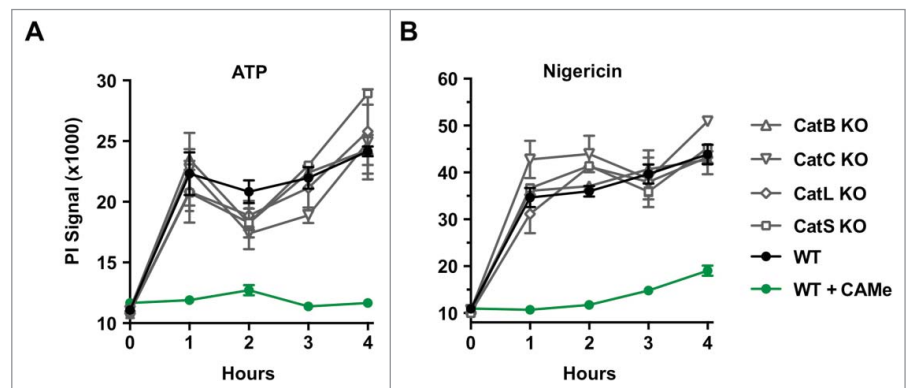 A
ATP
PI Signal (x1000)
30
25
20
15
10
0 1 2 3 4
Hours
B
Nigericin
60
50
40
30
20
10
0 1 2 3 4
Hours
CatB KO
CatC KO
CatL KO
CatS KO
WT
WT + CAMe